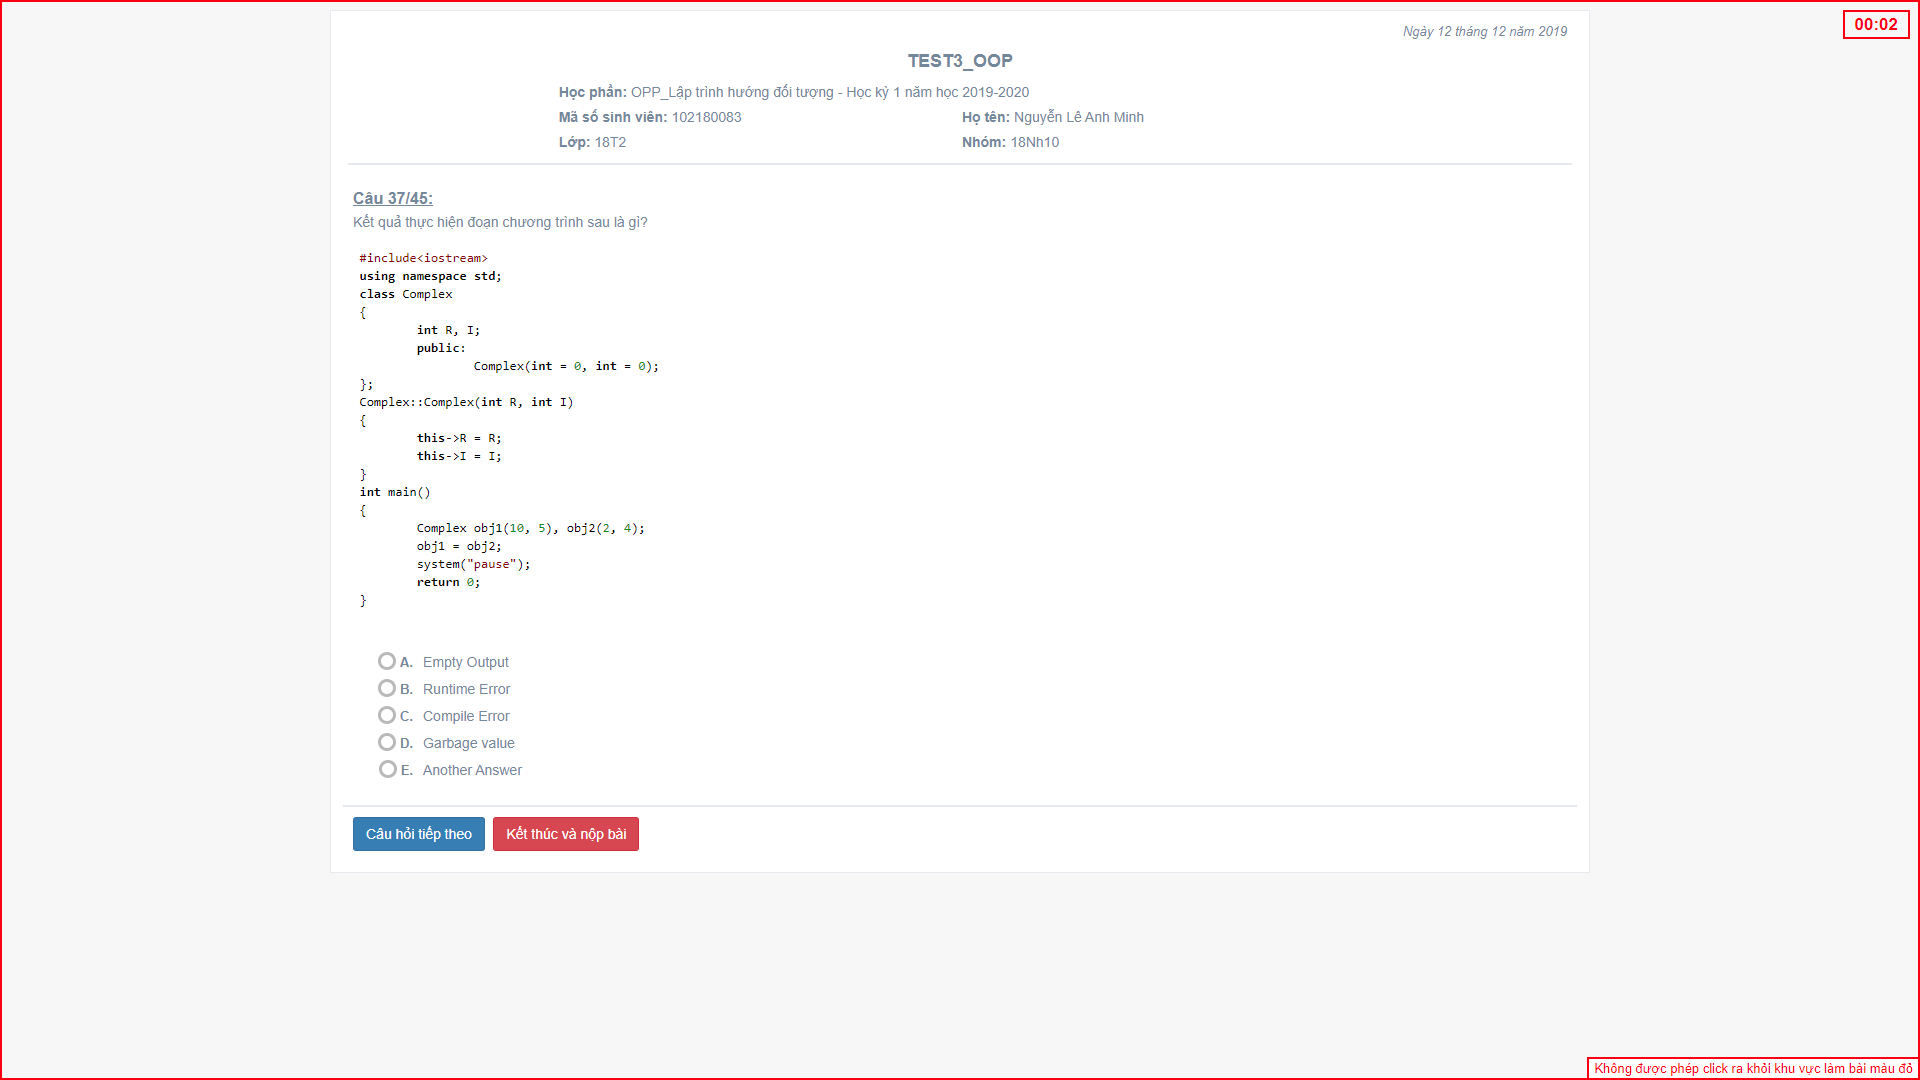 00:02
Ngày 12 tháng 12 năm 2019
TEST3_OOP
Học phần: OPP_Lập trình hướng đối tượng - Học kỳ 1 năm học 2019-2020
Mã số sinh viên: 102180083 Họ tên: Nguyễn Lê Anh Minh
Lớp: 18T2 Nhóm: 18Nh10
Câu 37/45:
Kết quả thực hiện đoạn chương trình sau là gì?
#include<iostream>
using namespace std;
class Complex
{
int R, I;
public:
Complex(int = 0, int = 0);
};
Complex::Complex(int R, int I)
{
this->R = R;
this->I = I;
}
int main()
{
Complex obj1(10, 5), obj2(2, 4);
obj1 = obj2;
system("pause");
return 0;
}
A. Empty Output
B. Runtime Error
C. Compile Error
D. Garbage value
E. Another Answer
Câu hỏi tiếp theo Kết thúc và nộp bài
Không được phép click ra khỏi khu vực làm bài màu đỏ